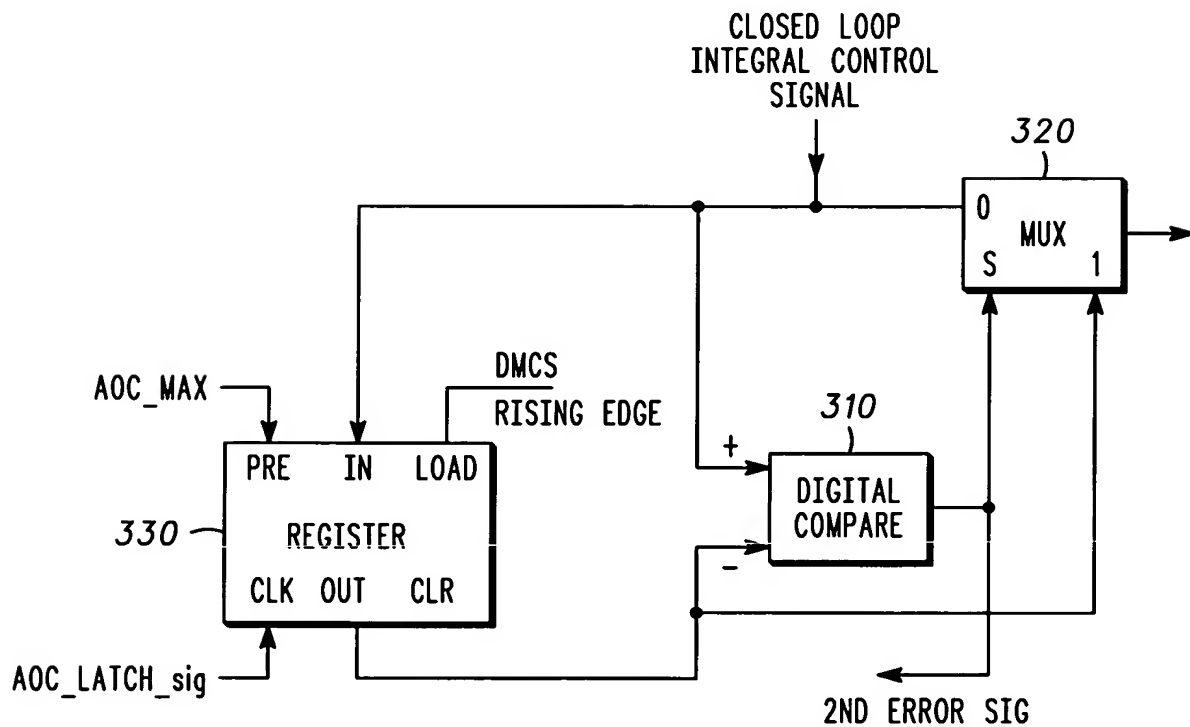 CLOSED LOOP
INTEGRAL CONTROL
SIGNAL
320
0
MUX
S 1
AOC_MAX
DMCS
RISING EDGE
310
+
PRE IN LOAD
DIGITAL
COMPARE
330
REGISTER
-
CLK OUT CLR
AOC_LATCH_sig
2ND ERROR SIG